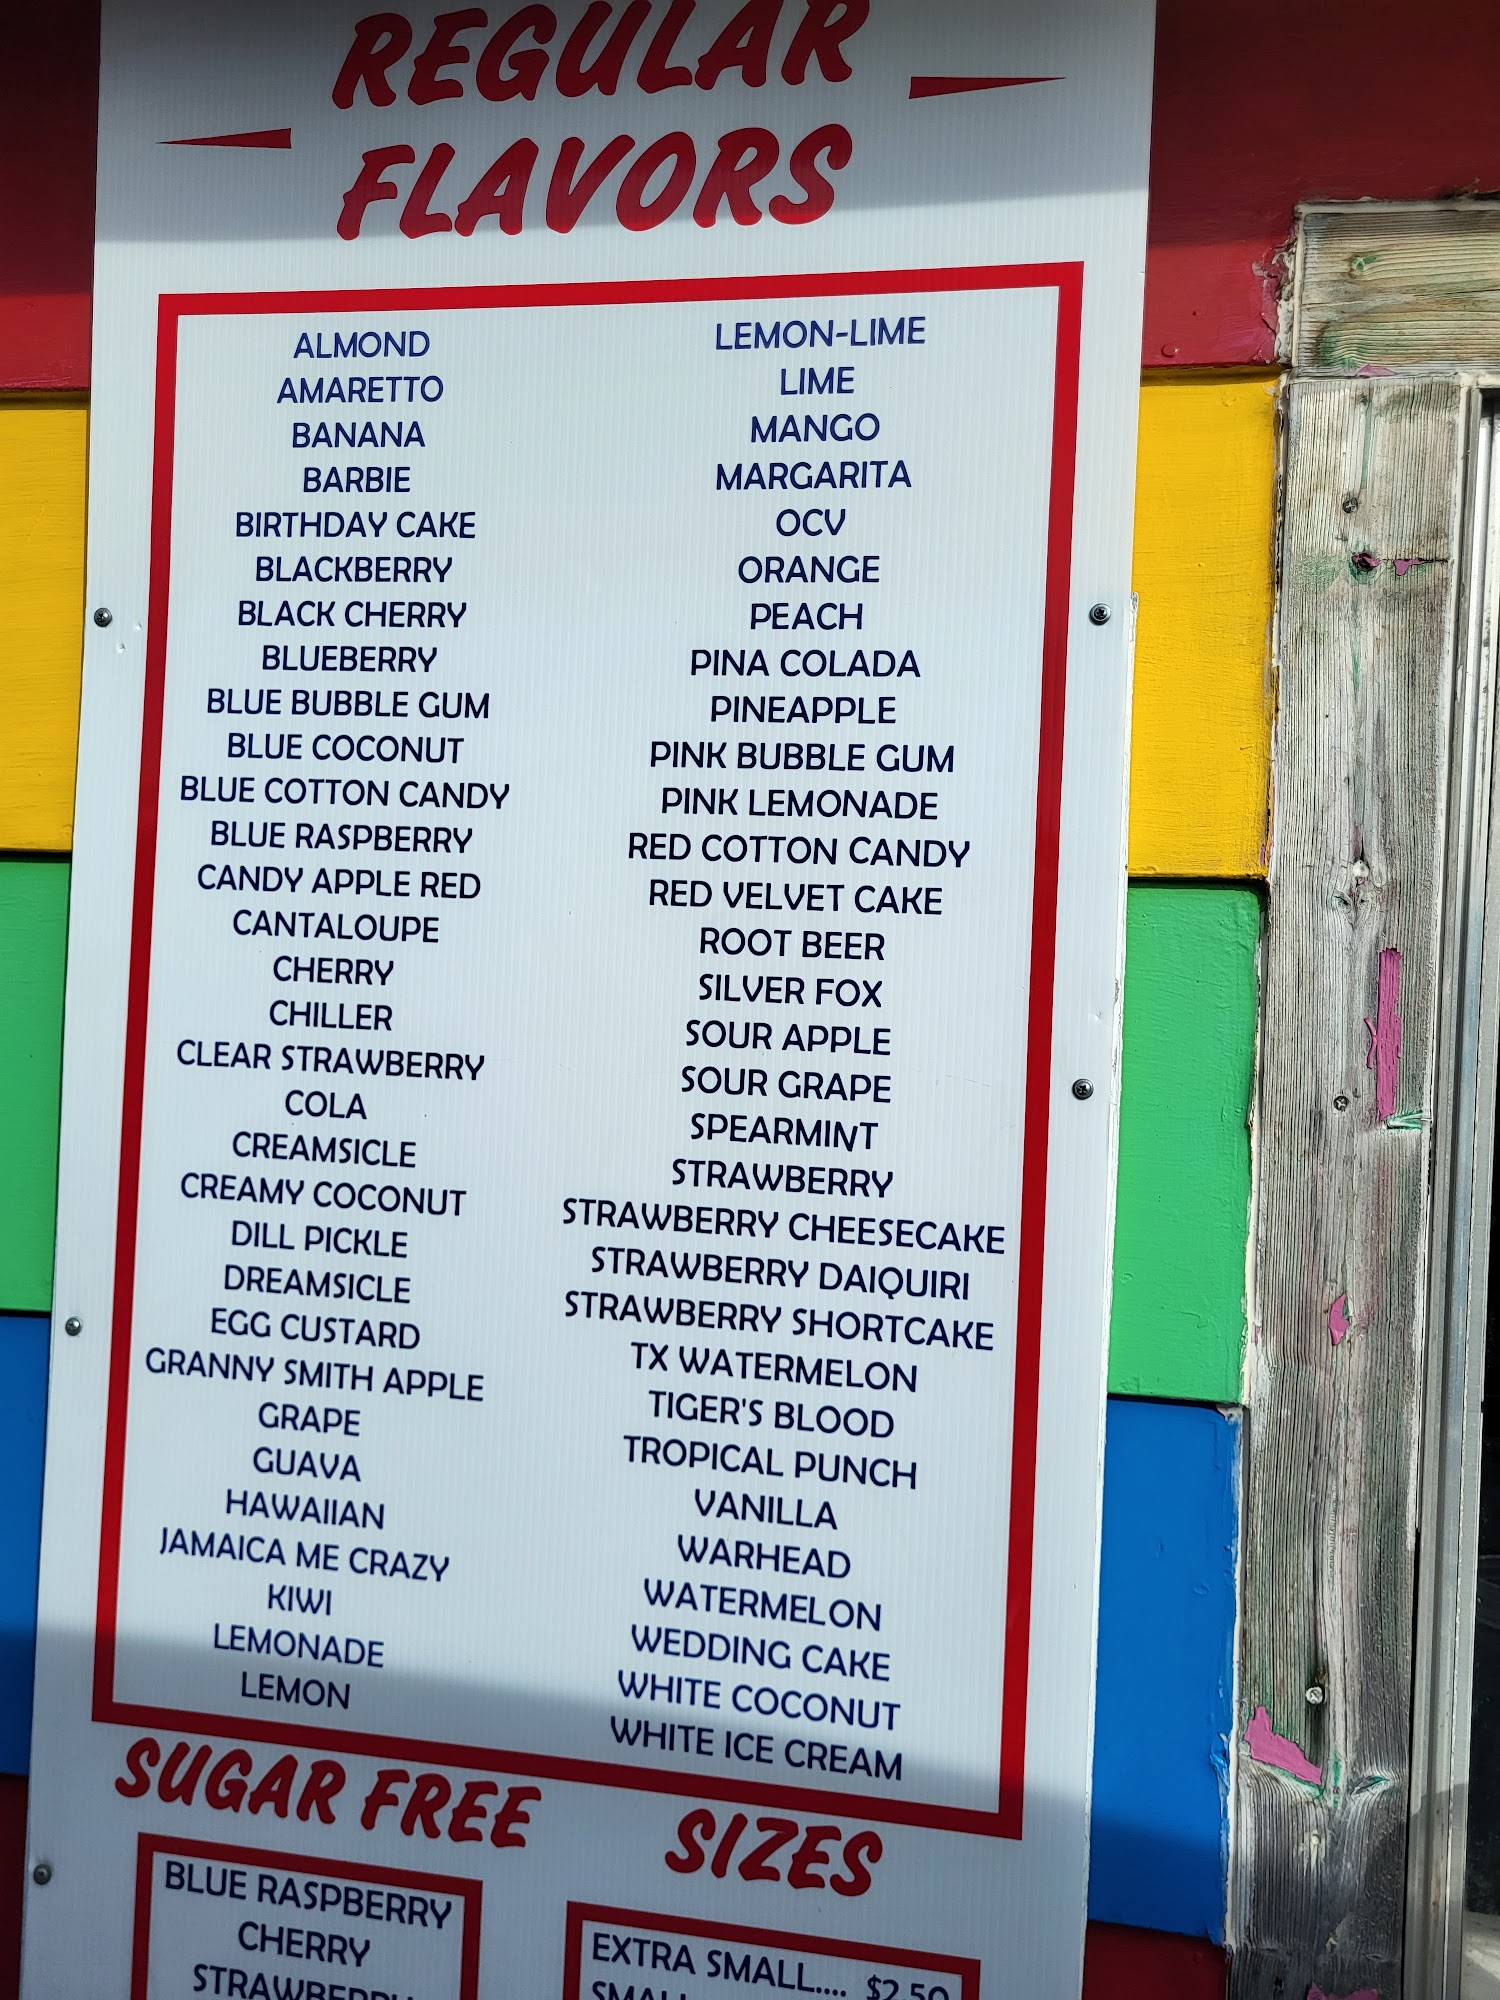 REGULAR
FLAVORS
ALMOND
AMARETTO
BANANA
BARBIE
BIRTHDAY CAKE
BLACKBERRY
BLACK CHERRY
BLUEBERRY
BLUE BUBBLE GUM
BLUE COCONUT
BLUE COTTON CANDY
BLUE RASPBERRY
CANDY APPLE RED
CANTALOUPE
CHERRY
CHILLER
CLEAR STRAWBERRY
COLA
CREAMSICLE
CREAMY COCONUT
DILL PICKLE
DREAMSICLE
EGG CUSTARD
GRANNY SMITH APPLE
GRAPE
GUAVA
HAWAIIAN
JAMAICA ME CRAZY
KIWI
LEMONADE
LEMON
LEMON-LIME
LIME
MANGO
MARGARITA
OCV
ORANGE
PEACH
PINA COLADA
PINEAPPLE
PINK BUBBLE GUM
PINK LEMONADE
RED COTTON CANDY
RED VELVET CAKE
ROOT BEER
SILVER FOX
SOUR APPLE
SOUR GRAPE
SPEARMINT
STRAWBERRY
STRAWBERRY CHEESECAKE
STRAWBERRY DAIQUIRI
STRAWBERRY SHORTCAKE
TX WATERMELON
TIGER'S BLOOD
TROPICAL PUNCH
VANILLA
WARHEAD
WATERMELON
WEDDING CAKE
WHITE COCONUT
WHITE ICE CREAM
SUGAR FREE
BLUE RASPBERRY
CHERRY
STRAWBERRY
SIZES
EXTRA SMALL.... $2.50
SMALL